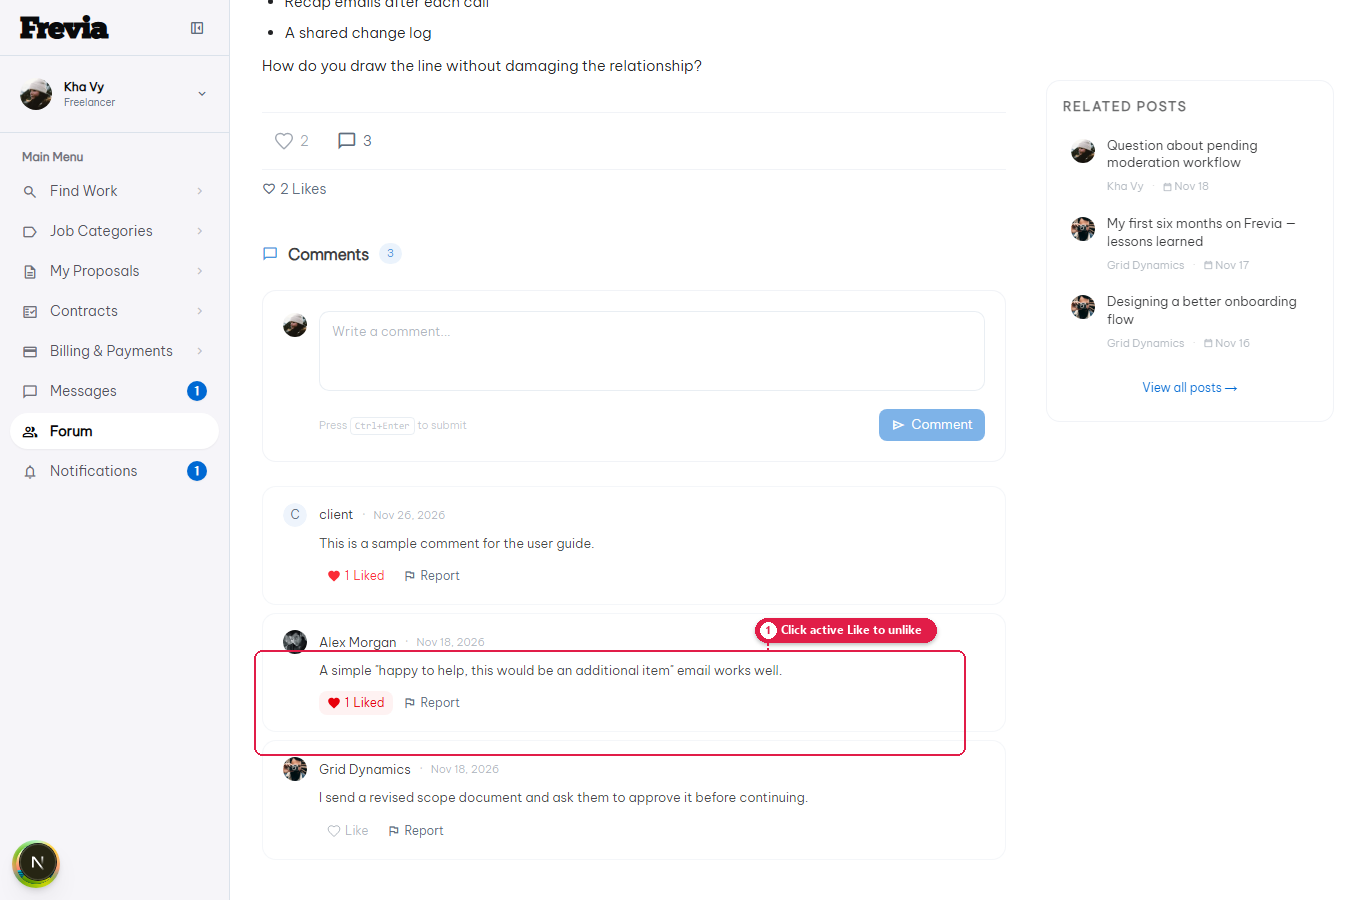 Frevia
Kha Vy
Freelancer
Main Menu
Find Work
Job Categories
My Proposals
Contracts
Billing & Payments
Messages
1
Forum
Notifications
1
N
Recap emails after each call
A shared change log
How do you draw the line without damaging the relationship?
2
3
2 Likes
Comments
3
Write a comment...
Press Ctrl+Enter to submit
Comment
C
client · Nov 26, 2026
This is a sample comment for the user guide.
1 Liked
Report
1 Click active Like to unlike
Alex Morgan · Nov 18, 2026
A simple "happy to help, this would be an additional item" email works well.
1 Liked
Report
Grid Dynamics · Nov 18, 2026
I send a revised scope document and ask them to approve it before continuing.
Like
Report
RELATED POSTS
Question about pending
moderation workflow
Kha Vy · Nov 18
My first six months on Frevia —
lessons learned
Grid Dynamics · Nov 17
Designing a better onboarding
flow
Grid Dynamics · Nov 16
View all posts →